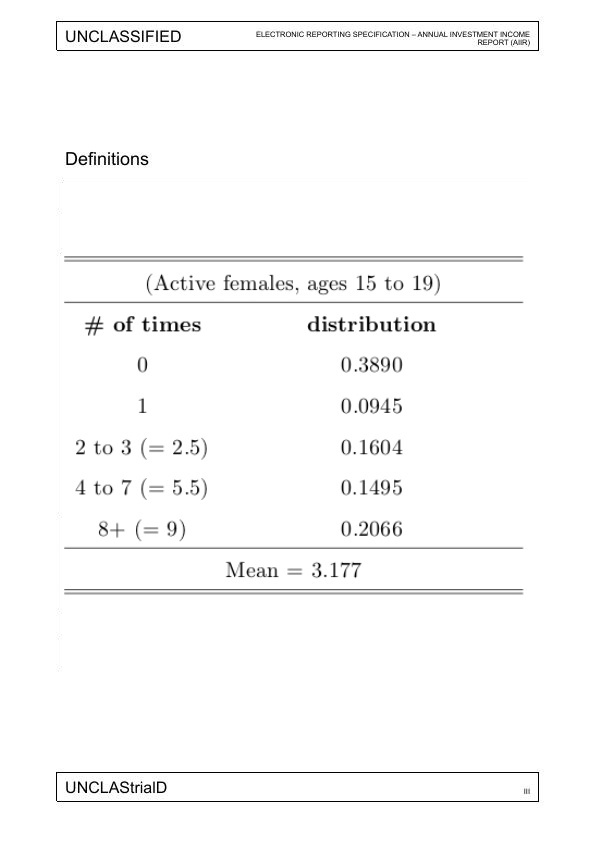 UNCLASSIFIED
ELECTRONIC REPORTING SPECIFICATION – ANNUAL INVESTMENT INCOME
REPORT (AIIR)
Definitions
(Active females, ages 15 to 19)
# of times distribution
0 0.3890
1 0.0945
2 to 3 (= 2.5) 0.1604
4 to 7 (= 5.5) 0.1495
8+ (= 9) 0.2066
Mean = 3.177
UNCLAStrialD
III